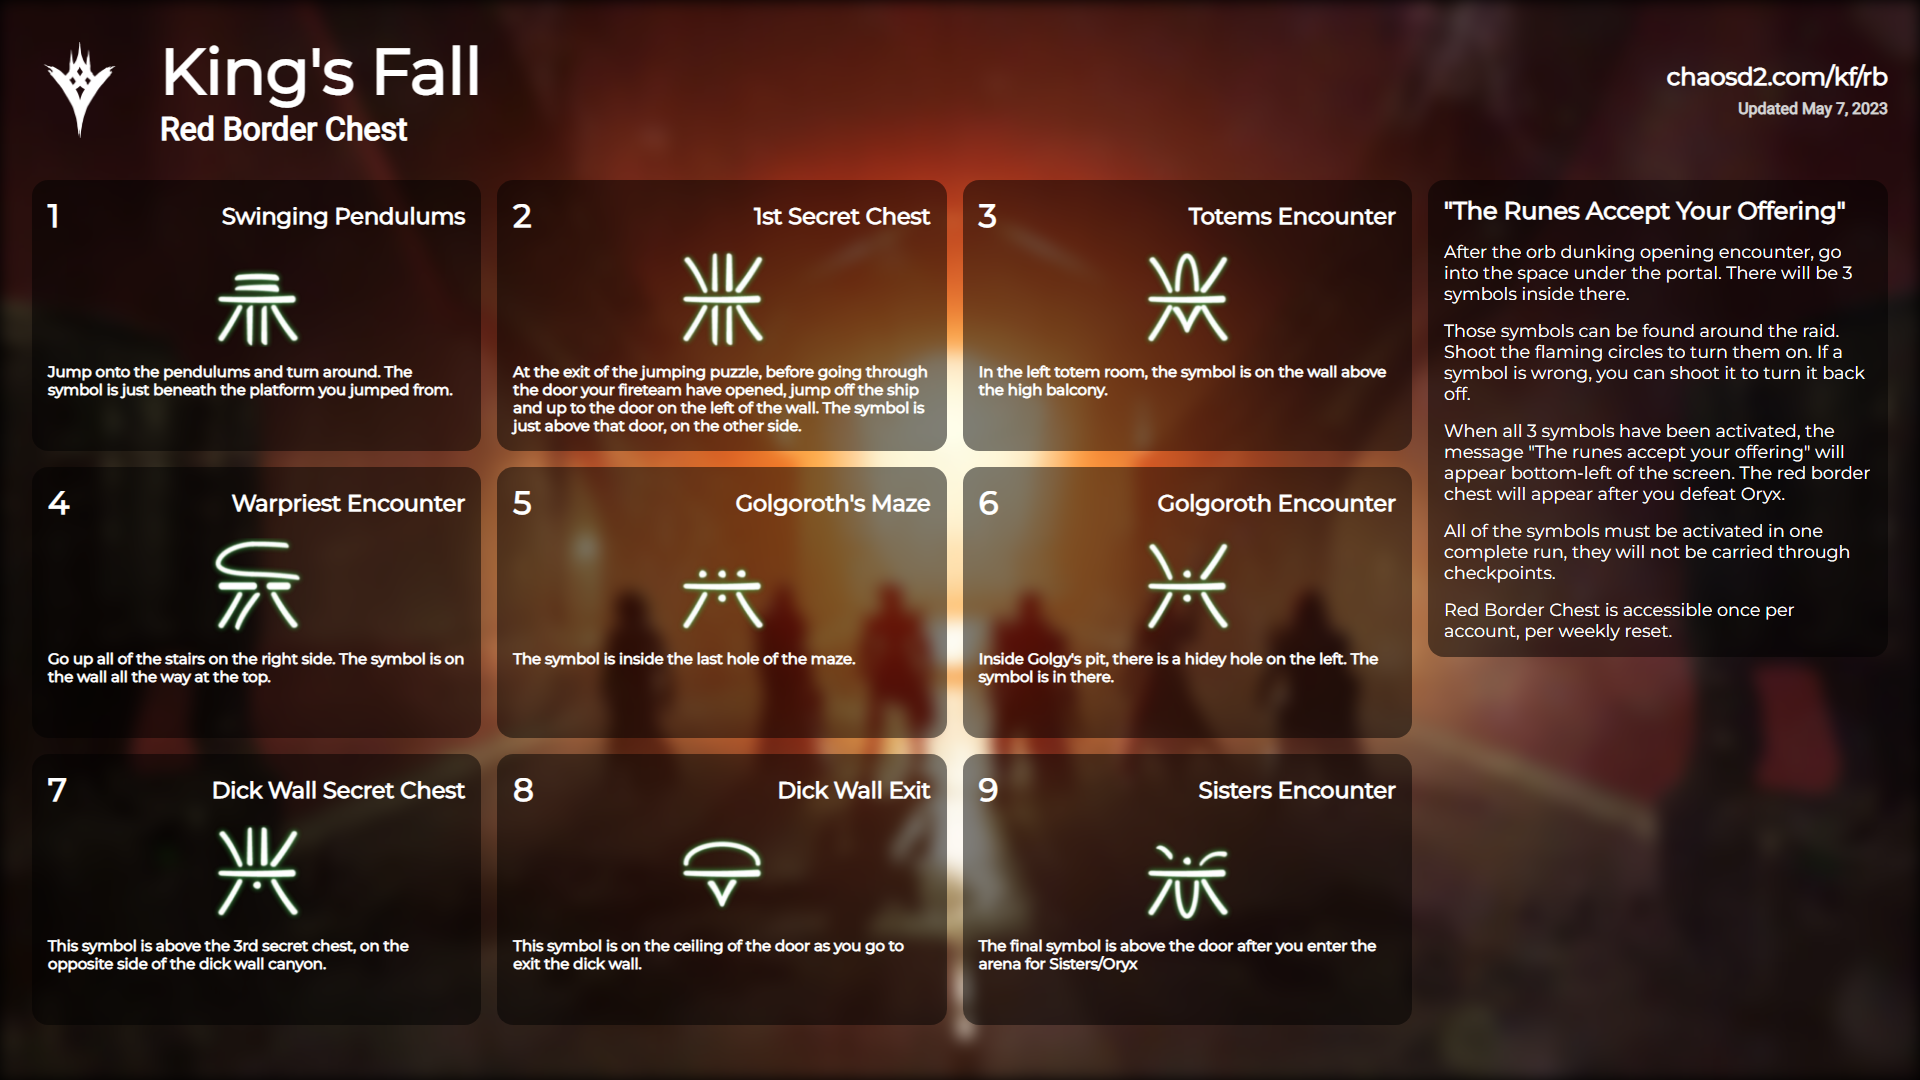 King's Fall
Red Border Chest
chaosd2.com/kf/rb
Updated May 7, 2023
1
Swinging Pendulums
Jump onto the pendulums and turn around. The
symbol is just beneath the platform you jumped from.
2
1st Secret Chest
At the exit of the jumping puzzle, before going through
the door your fireteam have opened, jump off the ship
and up to the door on the left of the wall. The symbol is
just above that door, on the other side.
3
Totems Encounter
In the left totem room, the symbol is on the wall above
the high balcony.
"The Runes Accept Your Offering"
After the orb dunking opening encounter, go
into the space under the portal. There will be 3
symbols inside there.
Those symbols can be found around the raid.
Shoot the flaming circles to turn them on. If a
symbol is wrong, you can shoot it to turn it back
off.
When all 3 symbols have been activated, the
message "The runes accept your offering" will
appear bottom-left of the screen. The red border
chest will appear after you defeat Oryx.
All of the symbols must be activated in one
complete run, they will not be carried through
checkpoints.
Red Border Chest is accessible once per
account, per weekly reset.
4
Warpriest Encounter
Go up all of the stairs on the right side. The symbol is on
the wall all the way at the top.
5
Golgoroth's Maze
The symbol is inside the last hole of the maze.
6
Golgoroth Encounter
Inside Golgy's pit, there is a hidey hole on the left. The
symbol is in there.
7
Dick Wall Secret Chest
This symbol is above the 3rd secret chest, on the
opposite side of the dick wall canyon.
8
Dick Wall Exit
This symbol is on the ceiling of the door as you go to
exit the dick wall.
9
Sisters Encounter
The final symbol is above the door after you enter the
arena for Sisters/Oryx